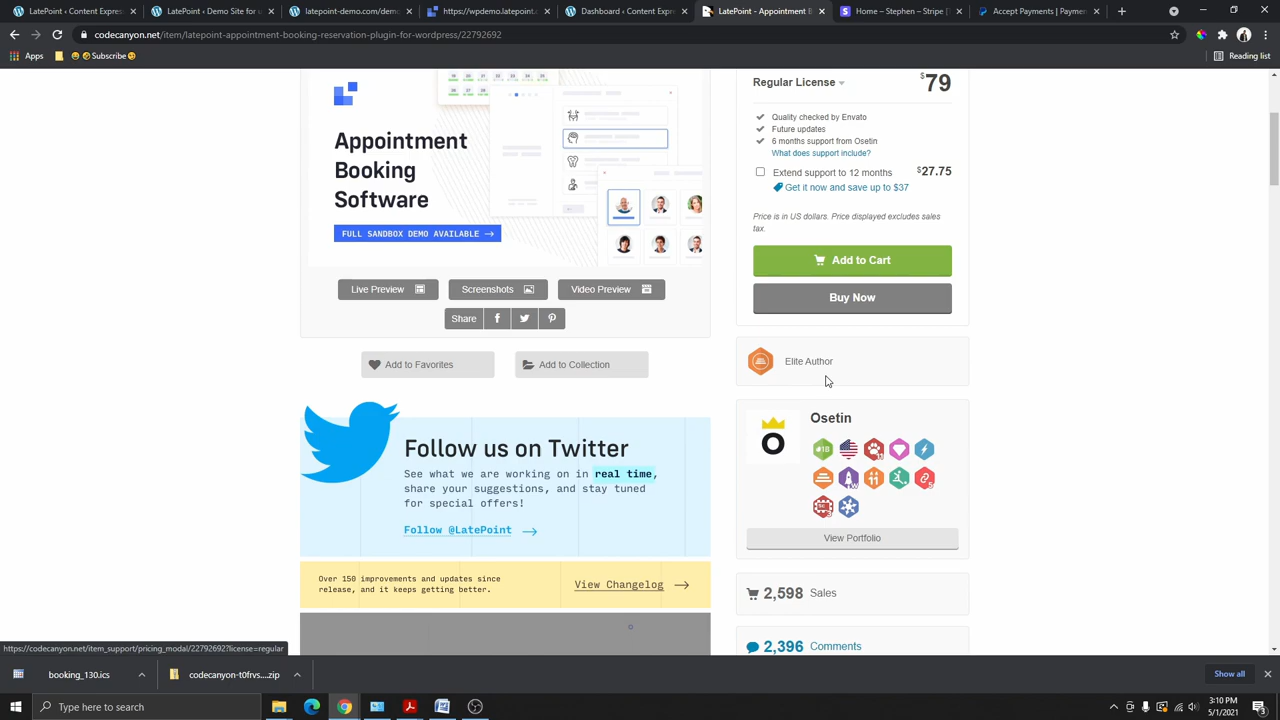 LatePoint - Demo Site for
latepoint-demo.com/demo
https://latepoint.a
Dashboard ‹ Content Exp
LatePoint - Appointment B
Home - Stephen - Stripe
Accept Payments | Paymen
codecanyon.net/item/latepoint-appointment-booking-reservation-plugin-for-wordpress/22792692
Apps
Subscribe
Reading list
Appointment
Booking
Software
FULL SANDBOX DEMO AVAILABLE →
Live Preview
Screenshots
Video Preview
Share
Add to Favorites
Add to Collection
Follow us on Twitter
See what we are working on in real time,
share your suggestions, and stay tuned
for special offers!
Follow @LatePoint
Over 150 improvements and updates since
release, and it keeps getting better.
View Changelog
Regular License
$79
Quality checked by Envato
Future updates
6 months support from Osetin
What does support include?
Extend support to 12 months
$27.75
Get it now and save up to $37
Price is in US dollars. Price displayed excludes sales
tax.
Add to Cart
Buy Now
Elite Author
Osetin
View Portfolio
2,598 Sales
2,396 Comments
https://codecanyon.net/item_support/pricing_modal/22792692?license=regular
booking_130.ics
codecanyon-t0frvs....zip
Show all
Type here to search
3:10 PM
5/1/2021